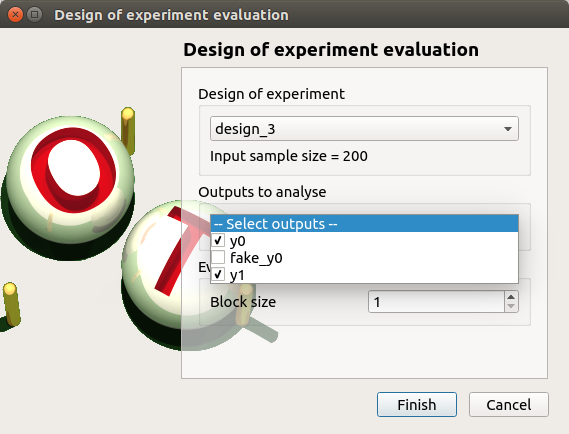 Design of experiment evaluation
Design of experiment evaluation
Design of experiment
design_3
Input sample size = 200
Outputs to analyse
-- Select outputs --
y0
fake_y0
y1
Block size
1
Finish
Cancel